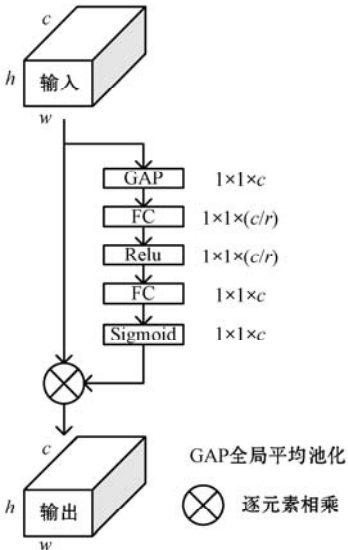 c
h
输入
w
GAP 1×1×c
FC 1×1×(c/r)
Relu 1×1×(c/r)
FC 1×1×c
Sigmoid 1×1×c
c
GAP全局平均池化
h
输出
逐元素相乘
w